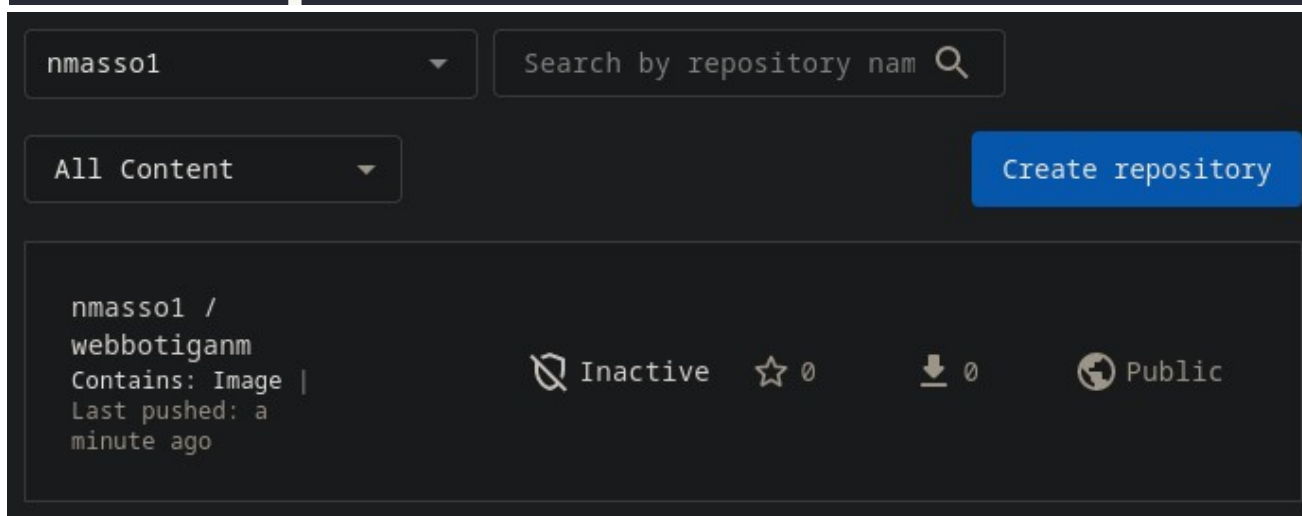 nmasso1
Search by repository nam
All Content
Create repository
nmasso1 /
webbotiganm
Contains: Image |
Last pushed: a
minute ago
Inactive
0
0
Public